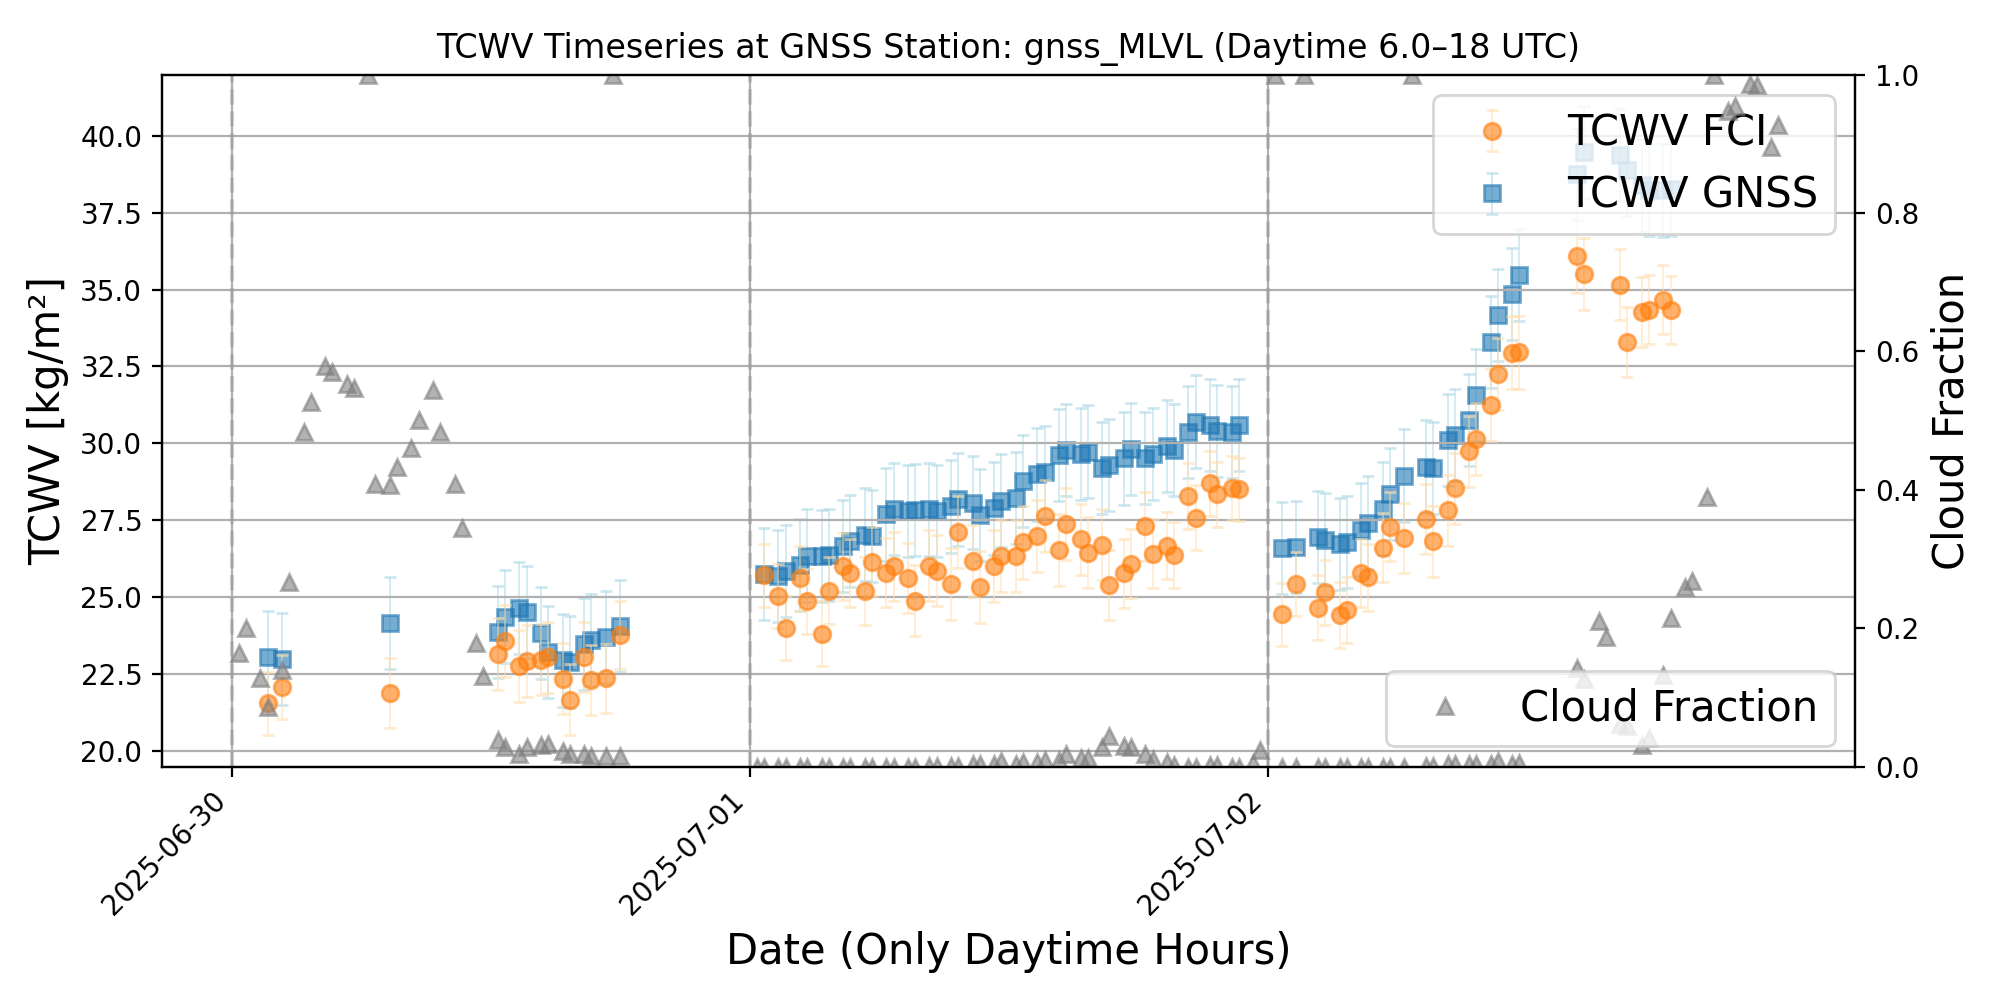 TCWV Timeseries at GNSS Station: gnss_MLVL (Daytime 6.0–18 UTC)
TCWV [kg/m²]
40.0
37.5
35.0
32.5
30.0
27.5
25.0
22.5
20.0
1.0
0.8
0.6
0.4
0.2
0.0
Cloud Fraction
TCWV FCI
TCWV GNSS
Cloud Fraction
2025-06-30
2025-07-01
2025-07-02
Date (Only Daytime Hours)